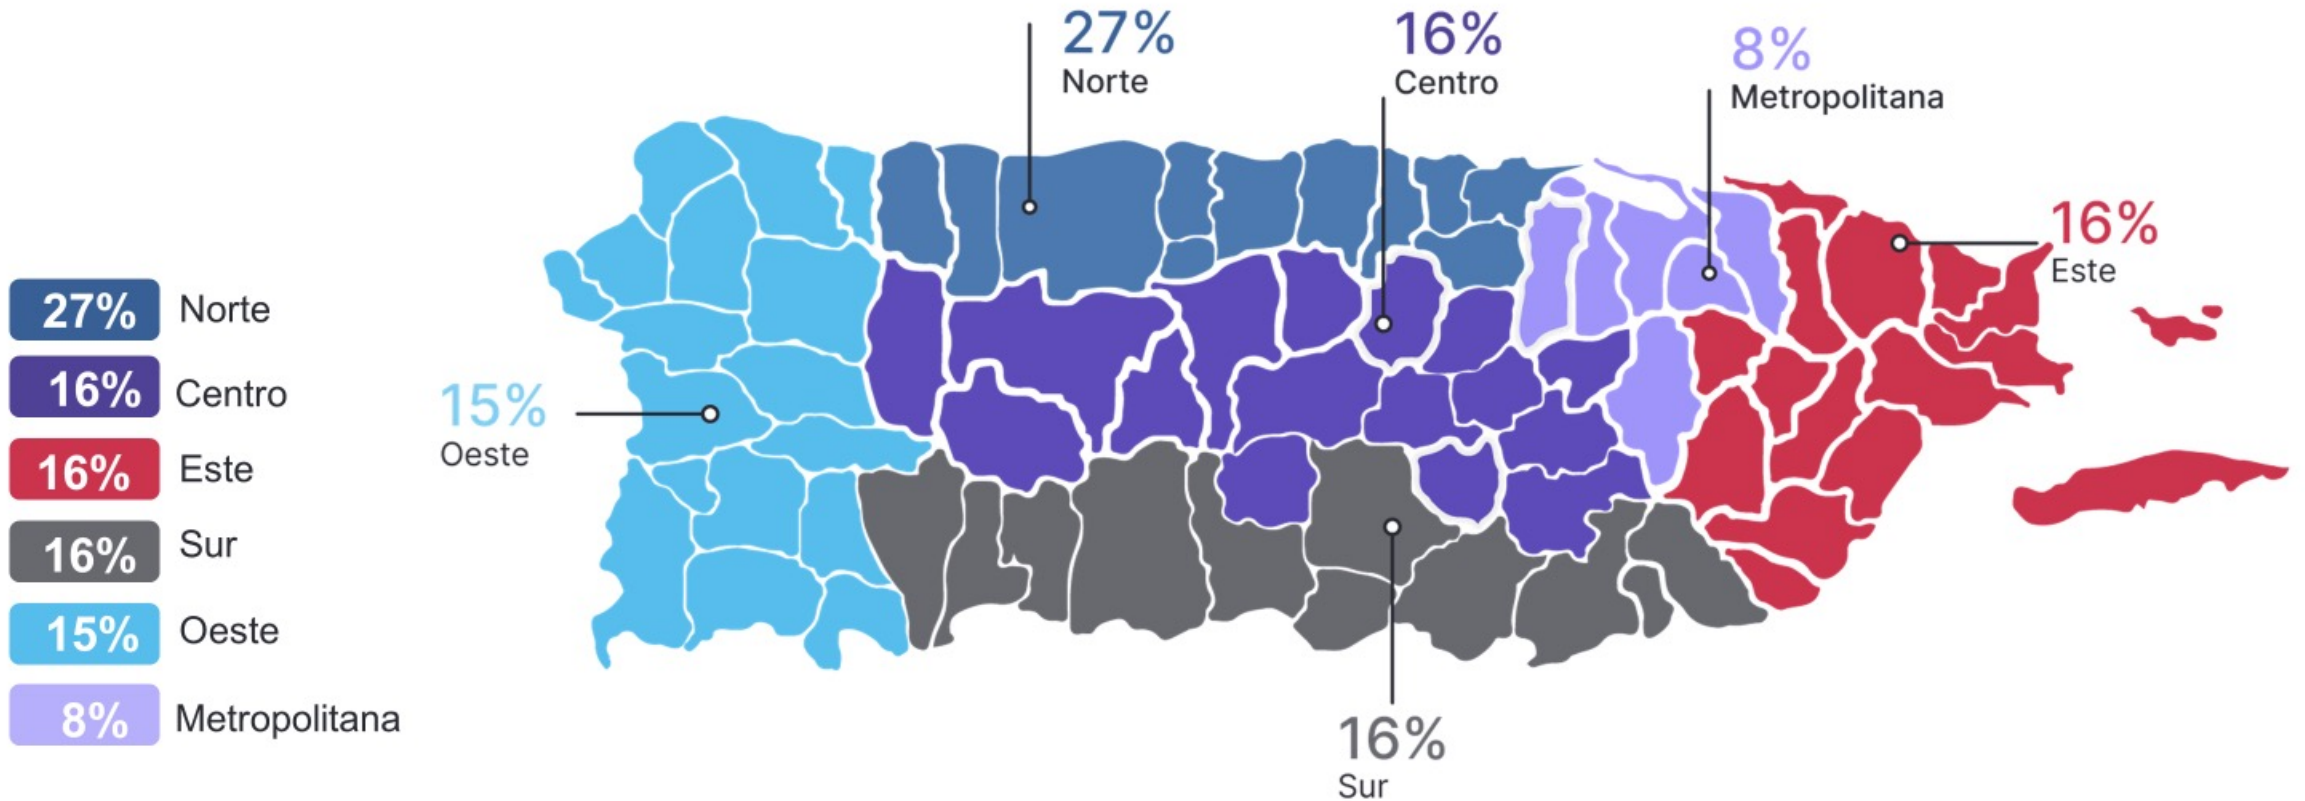 27%
Norte
16%
Centro
8%
Metropolitana
16%
Este
15%
Oeste
16%
Sur
27% Norte
16% Centro
16% Este
16% Sur
15% Oeste
8% Metropolitana